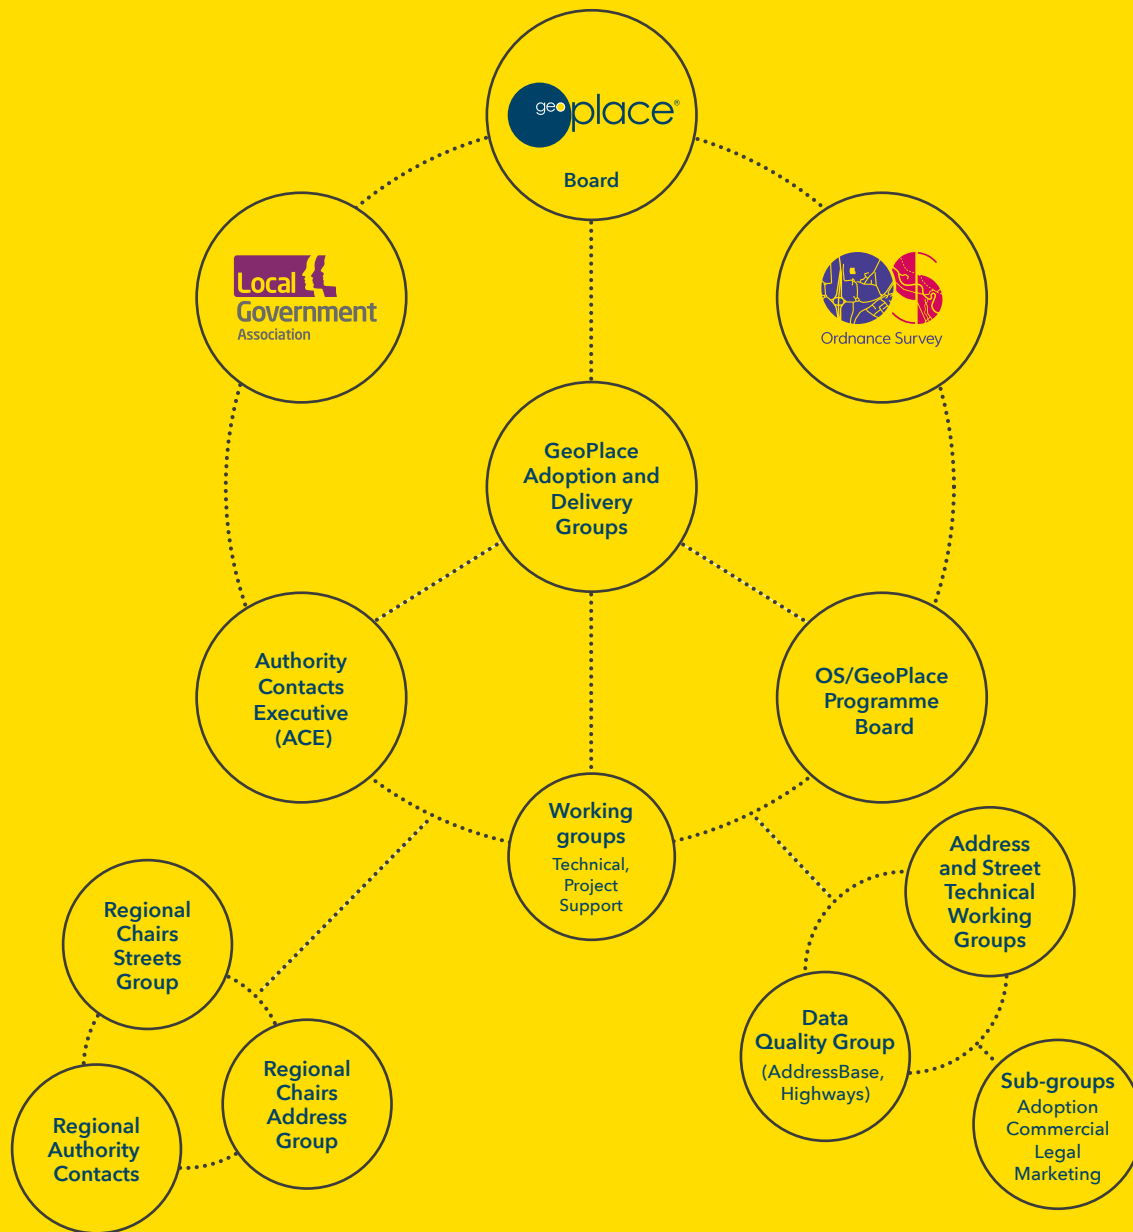 geoplace®
Board
Local
Government
Association
Ordnance Survey
GeoPlace
Adoption and
Delivery
Groups
Authority
Contacts
Executive
(ACE)
OS/GeoPlace
Programme
Board
Working
groups
Technical,
Project
Support
Address
and Street
Technical
Working
Groups
Regional
Chairs
Streets
Group
Data
Quality Group
(AddressBase,
Highways)
Regional
Chairs
Address
Group
Sub-groups
Adoption
Commercial
Legal
Marketing
Regional
Authority
Contacts